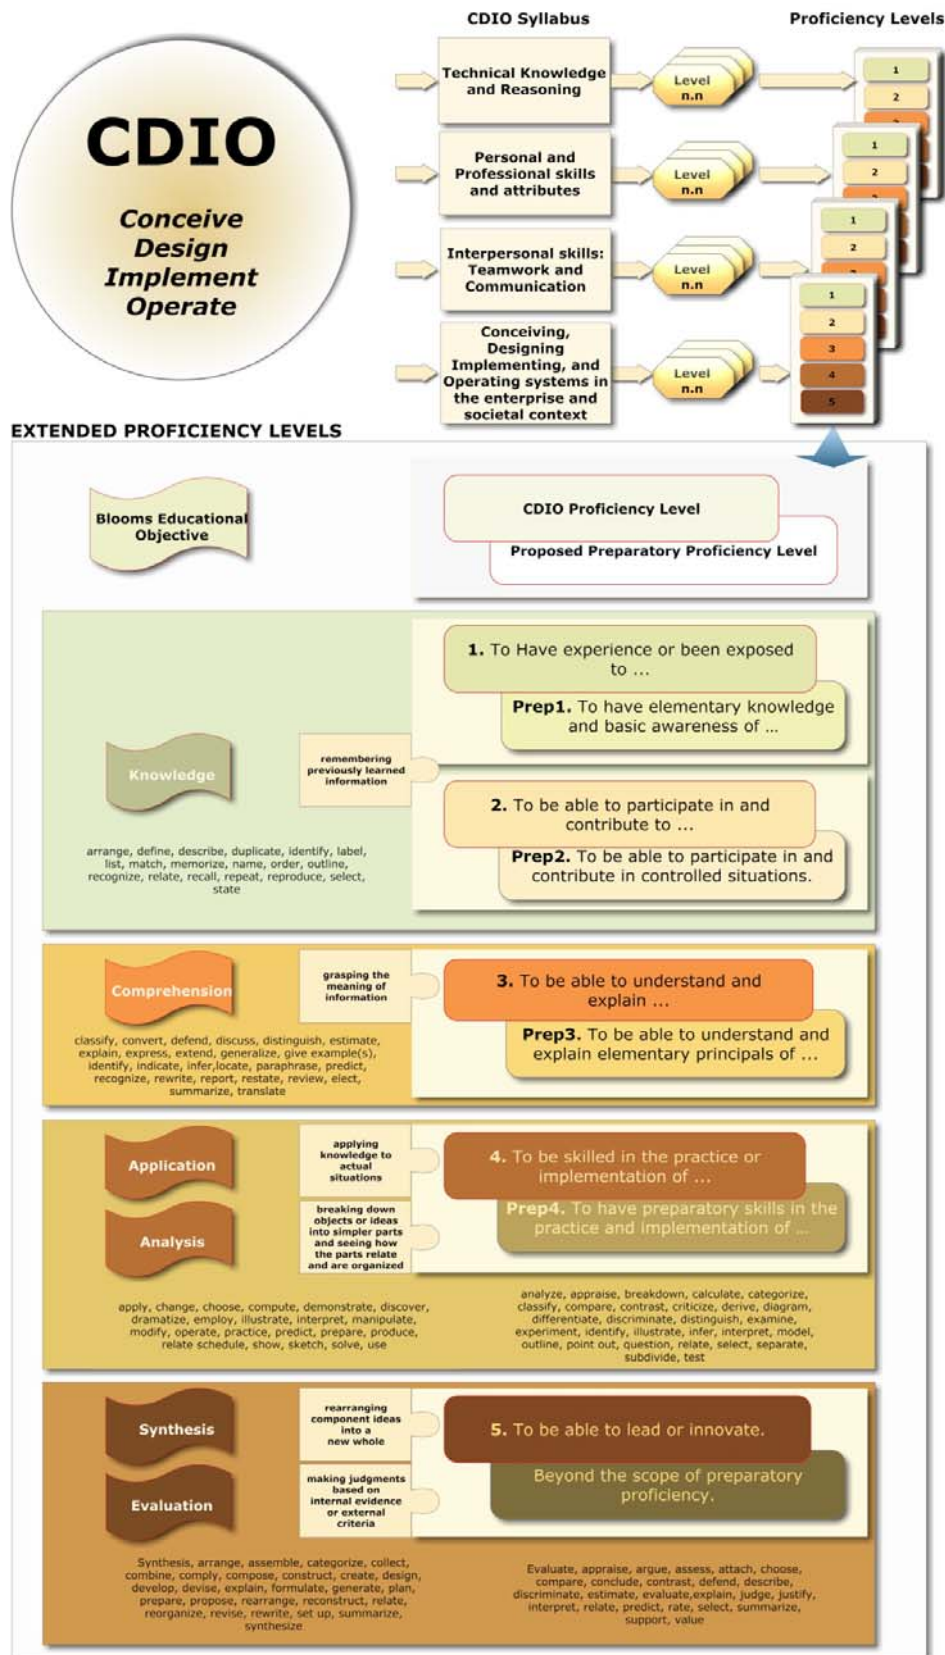 CDIO Syllabus
Proficiency Levels
CDIO
Conceive
Design
Implement
Operate
Technical Knowledge
and Reasoning
Level
n.n
1
2
Personal and
Professional skills
and attributes
Level
n.n
1
2
Interpersonal skills:
Teamwork and
Communication
Level
n.n
1
2
Conceiving,
Designing
Implementing, and
Operating systems in
the enterprise and
societal context
Level
n.n
1
2
3
4
5
EXTENDED PROFICIENCY LEVELS
Blooms Educational
Objective
CDIO Proficiency Level
Proposed Preparatory Proficiency Level
1. To Have experience or been exposed
to ...
Prep1. To have elementary knowledge
and basic awareness of ...
Knowledge
remembering
previously learned
information
2. To be able to participate in and
contribute to ...
Prep2. To be able to participate in and
contribute in controlled situations.
arrange, define, describe, duplicate, identify, label,
list, match, memorize, name, order, outline,
recognize, relate, recall, repeat, reproduce, select,
state
Comprehension
grasping the
meaning of
information
3. To be able to understand and
explain ...
Prep3. To be able to understand and
explain elementary principals of ...
classify, convert, defend, discuss, distinguish, estimate,
explain, express, extend, generalize, give example(s),
identify, indicate, infer,locate, paraphrase, predict,
recognize, rewrite, report, restate, review, elect,
summarize, translate
Application
applying
knowledge to
actual
situations
4. To be skilled in the practice or
implementation of ...
Analysis
breaking down
objects or ideas
into simpler parts
and seeing how
the parts relate
and are organized
Prep4. To have preparatory skills in the
practice and implementation of ...
apply, change, choose, compute, demonstrate, discover,
dramatize, employ, illustrate, interpret, manipulate,
modify, operate, practice, predict, prepare, produce,
relate schedule, show, sketch, solve, use
analyze, appraise, breakdown, calculate, categorize,
classify, compare, contrast, criticize, derive, diagram,
differentiate, discriminate, distinguish, examine,
experiment, identify, illustrate, infer, interpret, model,
outline, point out, question, relate, select, separate,
subdivide, test
Synthesis
rearranging
component ideas
into a
new whole
5. To be able to lead or innovate.
Evaluation
making judgments
based on
internal evidence
or external
criteria
Beyond the scope of preparatory
proficiency.
Synthesis, arrange, assemble, categorize, collect,
combine, comply, compose, construct, create, design,
develop, devise, explain, formulate, generate, plan,
prepare, propose, rearrange, reconstruct, relate,
reorganize, revise, rewrite, set up, summarize,
synthesize
Evaluate, appraise, argue, assess, attach, choose,
compare, conclude, contrast, defend, describe,
discriminate, estimate, evaluate,explain, judge, justify,
interpret, relate, predict, rate, select, summarize,
support, value